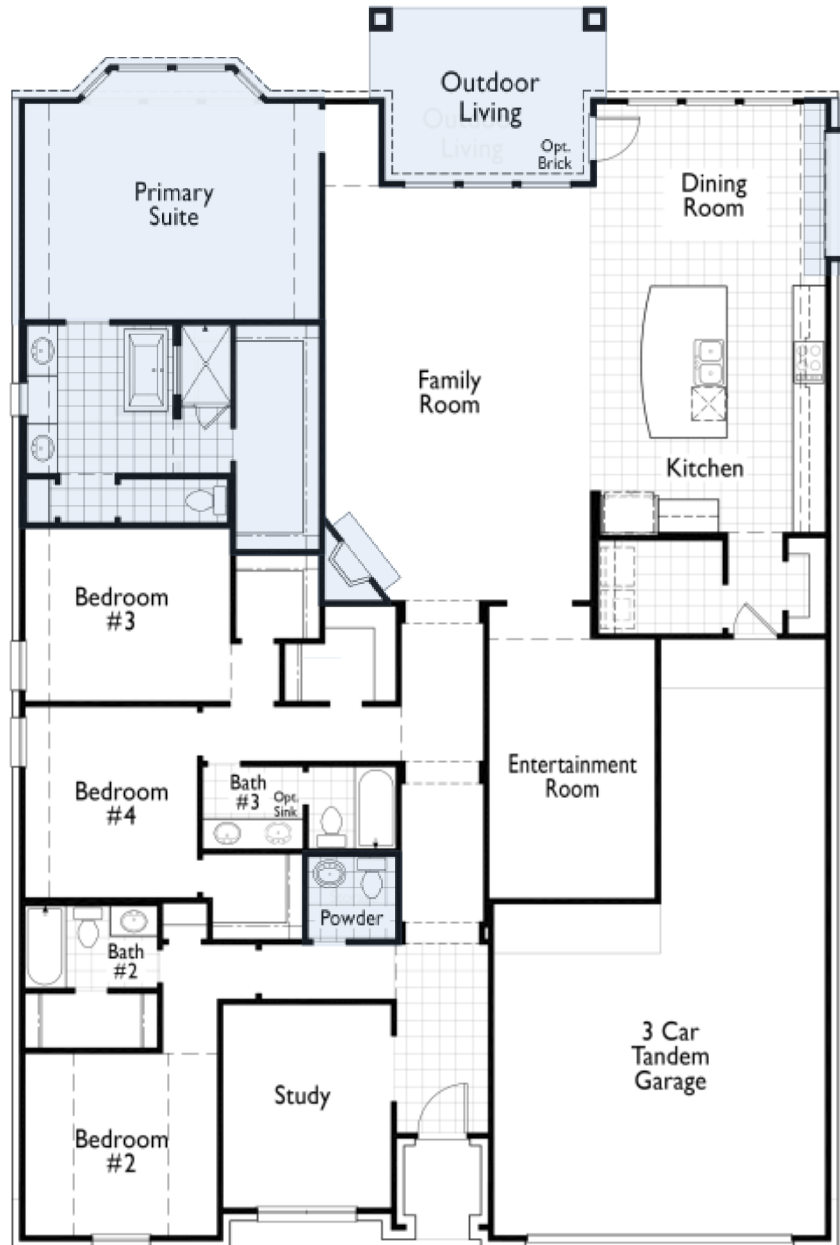 Outdoor
Living
Outdoor
Living
Opt.
Brick
Primary
Suite
Dining
Room
Family
Room
Kitchen
Bedroom
#3
Bedroom
#4
Bath
#3
Opt.
Sink
Entertainment
Room
Powder
Bath
#2
3 Car
Tandem
Garage
Study
Bedroom
#2